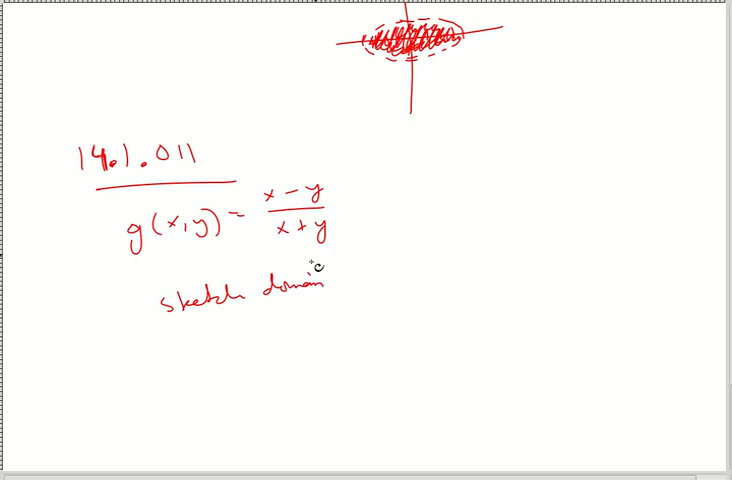 14.1.011
g(x,y) = x - y / x + y
sketch domain